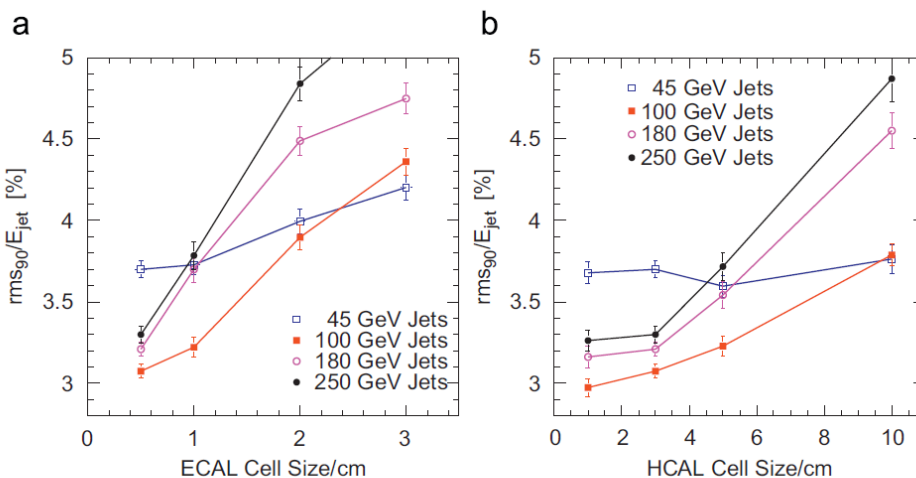 a
rms90/Ejet [%]
5
4.5
4
3.5
3
0
1
2
3
ECAL Cell Size/cm
45 GeV Jets
100 GeV Jets
180 GeV Jets
250 GeV Jets
b
rms90/Ejet [%]
5
4.5
4
3.5
3
0
2
4
6
8
10
HCAL Cell Size/cm
45 GeV Jets
100 GeV Jets
180 GeV Jets
250 GeV Jets